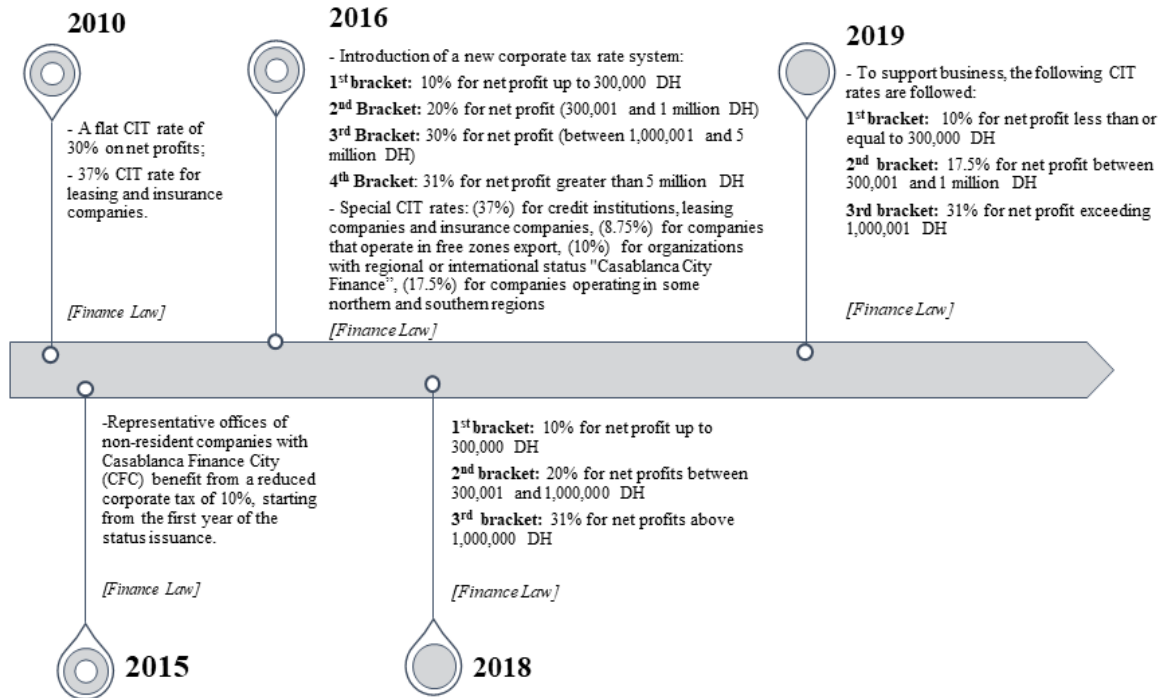 2010
- A flat CIT rate of
30% on net profits;
- 37% CIT rate for
leasing and insurance
companies.
[Finance Law]
2016
- Introduction of a new corporate tax rate system:
1st bracket: 10% for net profit up to 300,000 DH
2nd Bracket: 20% for net profit (300,001 and 1 million DH)
3rd Bracket: 30% for net profit (between 1,000,001 and 5
million DH)
4th Bracket: 31% for net profit greater than 5 million DH
- Special CIT rates: (37%) for credit institutions, leasing
companies and insurance companies, (8.75%) for companies
that operate in free zones export, (10%) for organizations
with regional or international status "Casablanca City
Finance”, (17.5%) for companies operating in some
northern and southern regions
[Finance Law]
2019
- To support business, the following CIT
rates are followed:
1st bracket: 10% for net profit less than or
equal to 300,000 DH
2nd bracket: 17.5% for net profit between
300,001 and 1 million DH
3rd bracket: 31% for net profit exceeding
1,000,001 DH
[Finance Law]
-Representative offices of
non-resident companies with
Casablanca Finance City
(CFC) benefit from a reduced
corporate tax of 10%, starting
from the first year of the
status issuance.
[Finance Law]
2015
1st bracket: 10% for net profit up to
300,000 DH
2nd bracket: 20% for net profits between
300,001 and 1,000,000 DH
3rd bracket: 31% for net profits above
1,000,000 DH
[Finance Law]
2018